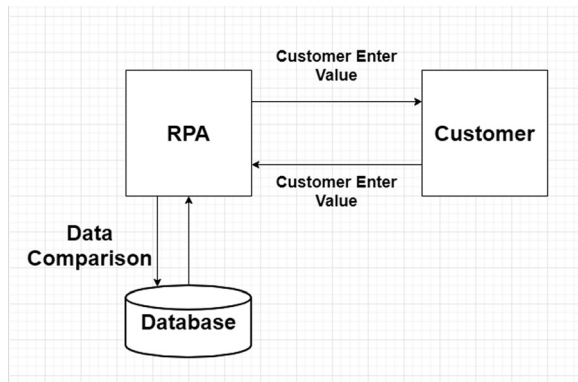 Customer Enter
Value
RPA
Customer
Customer Enter
Value
Data
Comparison
Database